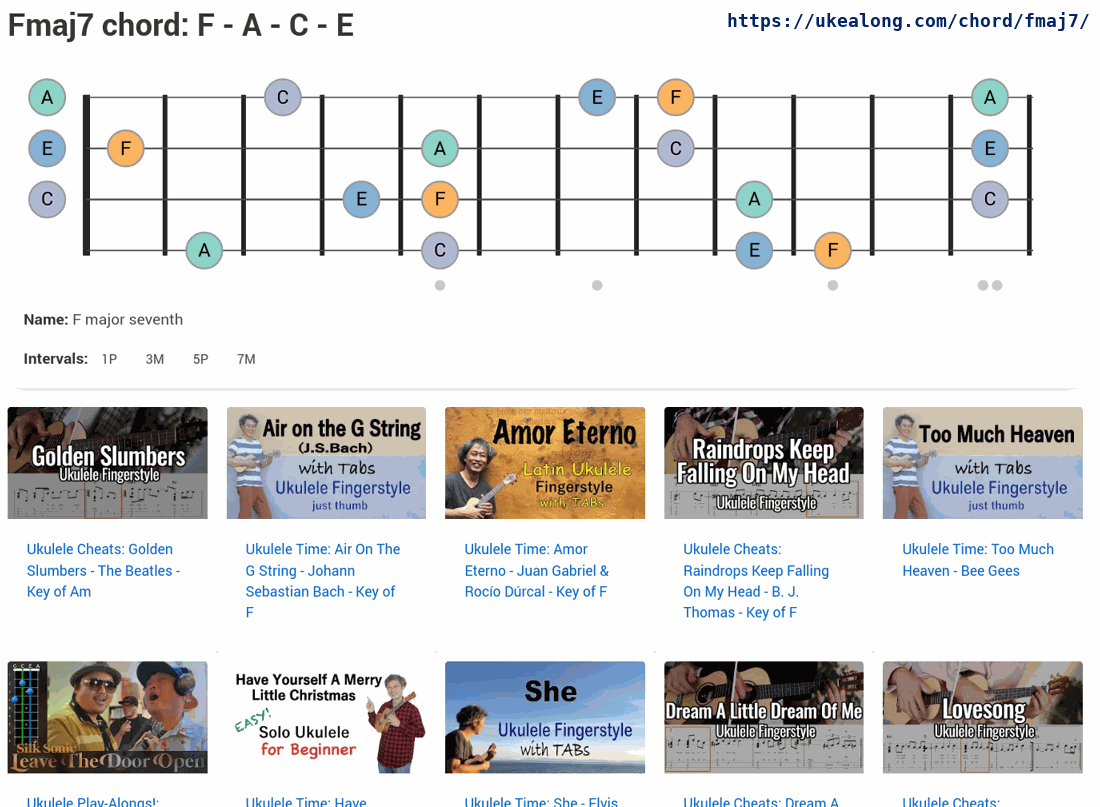 Fmaj7 chord: F - A - C - E
https://ukealong.com/chord/fmaj7/
A C E F A
E F A C E
C E F A C
A C E F
Name: F major seventh
Intervals: 1P 3M 5P 7M
Golden Slumbers
Ukulele Fingerstyle
Air on the G String
(J.S.Bach)
with Tabs
Ukulele Fingerstyle
just thumb
Amor Eterno
Latin Ukulele
Fingerstyle
with TABs
Raindrops Keep
Falling On My Head
Ukulele Fingerstyle
Too Much Heaven
with Tabs
Ukulele Fingerstyle
just thumb
Ukulele Cheats: Golden
Slumbers - The Beatles -
Key of Am
Ukulele Time: Air On The
G String - Johann
Sebastian Bach - Key of
F
Ukulele Time: Amor
Eterno - Juan Gabriel &
Rocío Dúrcal - Key of F
Ukulele Cheats:
Raindrops Keep Falling
On My Head - B. J.
Thomas - Key of F
Ukulele Time: Too Much
Heaven - Bee Gees
G C E A
Silk Sonic
Leave The Door Open
Have Yourself A Merry
Little Christmas
EASY!
Solo Ukulele
for Beginner
She
Ukulele Fingerstyle
with TABs
Dream A Little Dream Of Me
Ukulele Fingerstyle
Lovesong
Ukulele Fingerstyle
Ukulele Play-Alongs!:
Ukulele Time: Have
Ukulele Time: She - Elvis
Ukulele Cheats: Dream A
Ukulele Cheats: